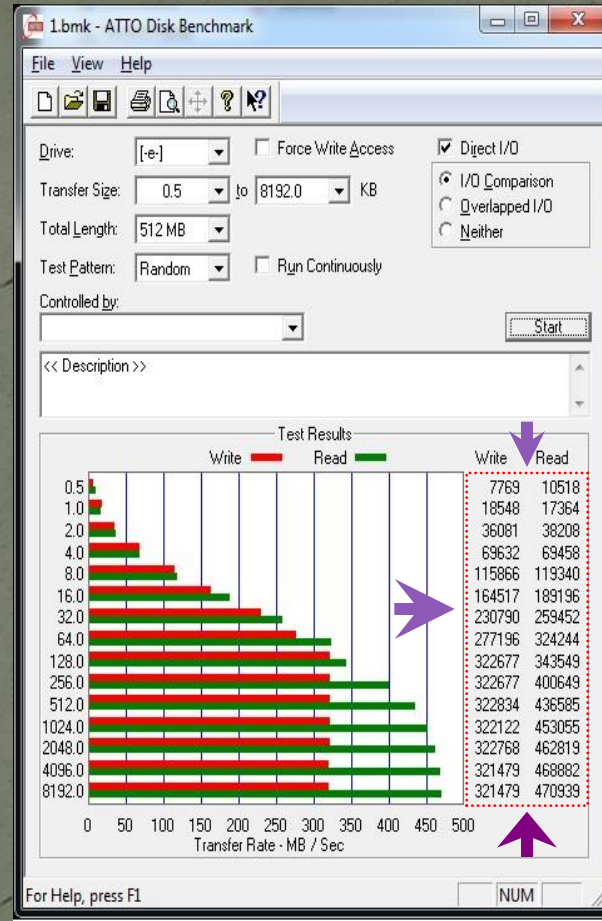 1.bmk - ATTO Disk Benchmark
File View Help
Drive: [-e-] Force Write Access Direct I/O
Transfer Size: 0.5 to 8192.0 KB I/O Comparison
Overlapped I/O
Total Length: 512 MB Neither
Test Pattern: Random Run Continuously
Controlled by:
Start
<< Description >>
Test Results
Write Read Write Read
0.5 7769 10518
1.0 18548 17364
2.0 36081 38208
4.0 69632 69458
8.0 115866 119340
16.0 164517 189196
32.0 230790 259452
64.0 277196 324244
128.0 322677 343549
256.0 322677 400649
512.0 322834 436585
1024.0 322122 453055
2048.0 322768 462819
4096.0 321479 468882
8192.0 321479 470939
0 50 100 150 200 250 300 350 400 450 500
Transfer Rate - MB / Sec
For Help, press F1 NUM